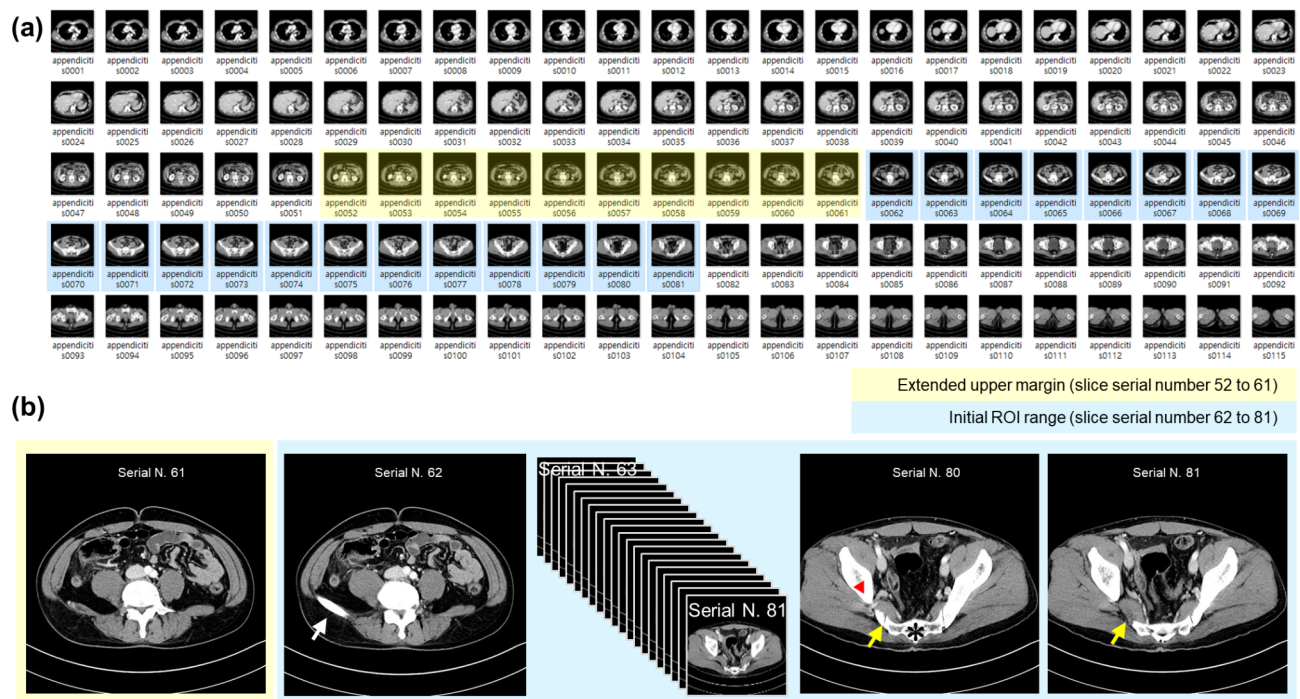 (a)
appendiciti appendiciti appendiciti appendiciti appendiciti appendiciti appendiciti appendiciti appendiciti appendiciti appendiciti appendiciti appendiciti appendiciti appendiciti appendiciti appendiciti appendiciti appendiciti appendiciti appendiciti appendiciti appendiciti
s0001 s0002 s0003 s0004 s0005 s0006 s0007 s0008 s0009 s0010 s0011 s0012 s0013 s0014 s0015 s0016 s0017 s0018 s0019 s0020 s0021 s0022 s0023
appendiciti appendiciti appendiciti appendiciti appendiciti appendiciti appendiciti appendiciti appendiciti appendiciti appendiciti appendiciti appendiciti appendiciti appendiciti appendiciti appendiciti appendiciti appendiciti appendiciti appendiciti appendiciti appendiciti
s0024 s0025 s0026 s0027 s0028 s0029 s0030 s0031 s0032 s0033 s0034 s0035 s0036 s0037 s0038 s0039 s0040 s0041 s0042 s0043 s0044 s0045 s0046
appendiciti appendiciti appendiciti appendiciti appendiciti appendiciti appendiciti appendiciti appendiciti appendiciti appendiciti appendiciti appendiciti appendiciti appendiciti appendiciti appendiciti appendiciti appendiciti appendiciti appendiciti appendiciti appendiciti
s0047 s0048 s0049 s0050 s0051 s0052 s0053 s0054 s0055 s0056 s0057 s0058 s0059 s0060 s0061 s0062 s0063 s0064 s0065 s0066 s0067 s0068 s0069
appendiciti appendiciti appendiciti appendiciti appendiciti appendiciti appendiciti appendiciti appendiciti appendiciti appendiciti appendiciti appendiciti appendiciti appendiciti appendiciti appendiciti appendiciti appendiciti appendiciti appendiciti appendiciti appendiciti
s0070 s0071 s0072 s0073 s0074 s0075 s0076 s0077 s0078 s0079 s0080 s0081 s0082 s0083 s0084 s0085 s0086 s0087 s0088 s0089 s0090 s0091 s0092
appendiciti appendiciti appendiciti appendiciti appendiciti appendiciti appendiciti appendiciti appendiciti appendiciti appendiciti appendiciti appendiciti appendiciti appendiciti appendiciti appendiciti appendiciti appendiciti appendiciti appendiciti appendiciti appendiciti
s0093 s0094 s0095 s0096 s0097 s0098 s0099 s0100 s0101 s0102 s0103 s0104 s0105 s0106 s0107 s0108 s0109 s0110 s0111 s0112 s0113 s0114 s0115
Extended upper margin (slice serial number 52 to 61)
Initial ROI range (slice serial number 62 to 81)
(b)
Serial N. 61
Serial N. 62
Serial N. 63
Serial N. 81
Serial N. 80
*
Serial N. 81